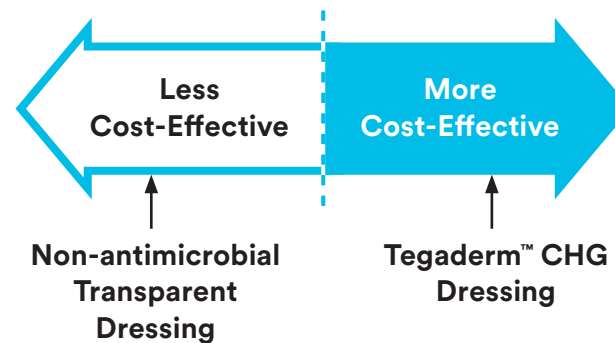 Less
Cost-Effective
More
Cost-Effective
Non-antimicrobial
Transparent
Dressing
Tegaderm™ CHG
Dressing